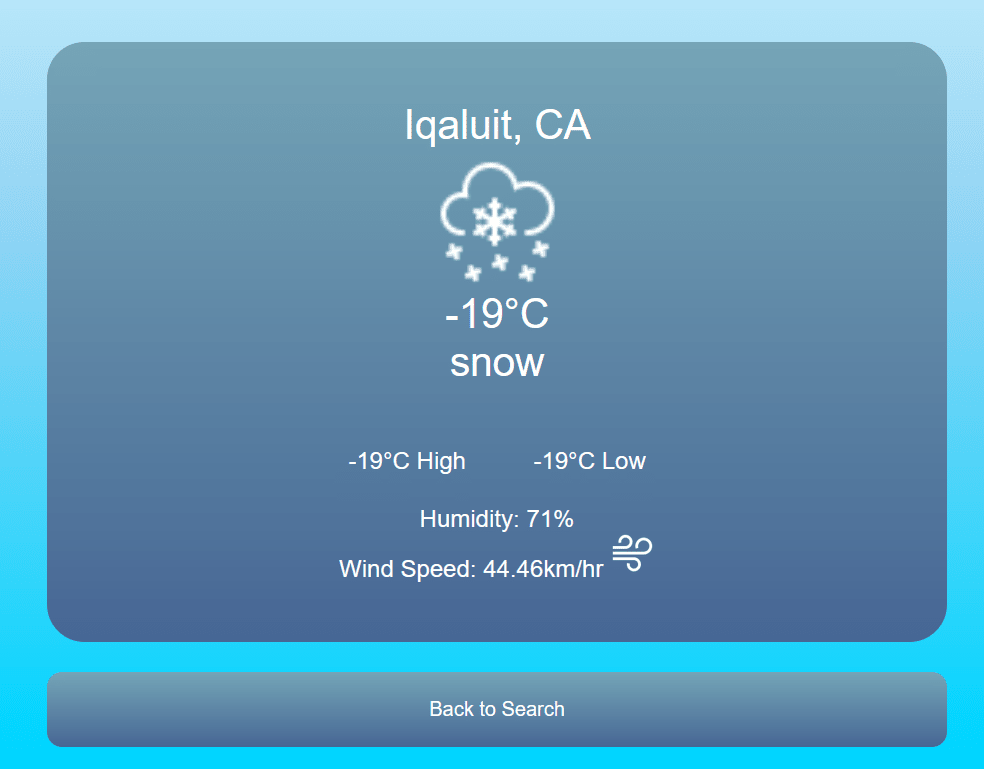 Iqaluit, CA
-19°C
snow
-19°C High -19°C Low
Humidity: 71%
Wind Speed: 44.46km/hr
Back to Search